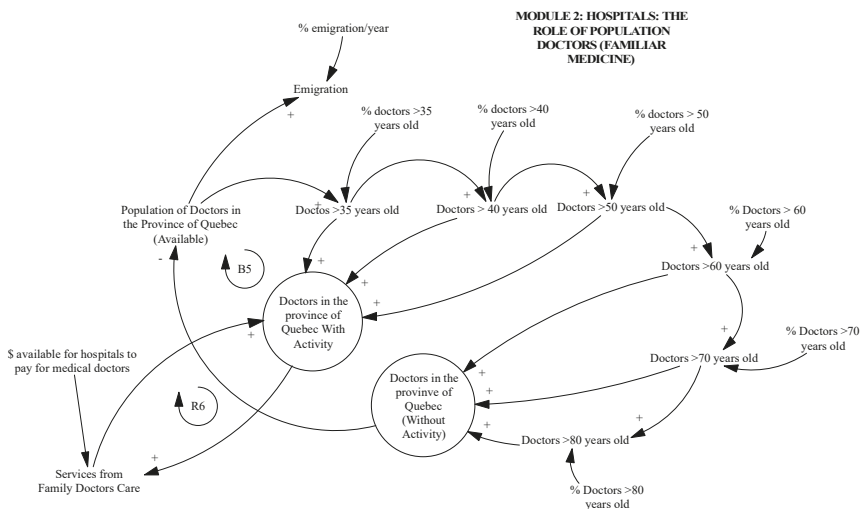 MODULE 2: HOSPITALS: THE
ROLE OF POPULATION
DOCTORS (FAMILIAR
MEDICINE)
% emigration/year
Emigration
+
% doctors >35
years old
% doctors >40
years old
% doctors > 50
years old
+
Doctos >35 years old
+
Doctors > 40 years old
+
Doctors >50 years old
Population of Doctors in
the Province of Quebec
(Available)
-
% Doctors > 60
years old
+
Doctors >60 years old
B5
+
+
+
Doctors in the
province of
Quebec With
Activity
+
$ available for hospitals to
pay for medical doctors
R6
+
Doctors >70 years old
% Doctors >70
years old
Doctors in the
provinve of
Quebec
(Without
Activity)
+
+
+
+
Doctors >80 years old
% Doctors >80
years old
+
Services from
Family Doctors Care